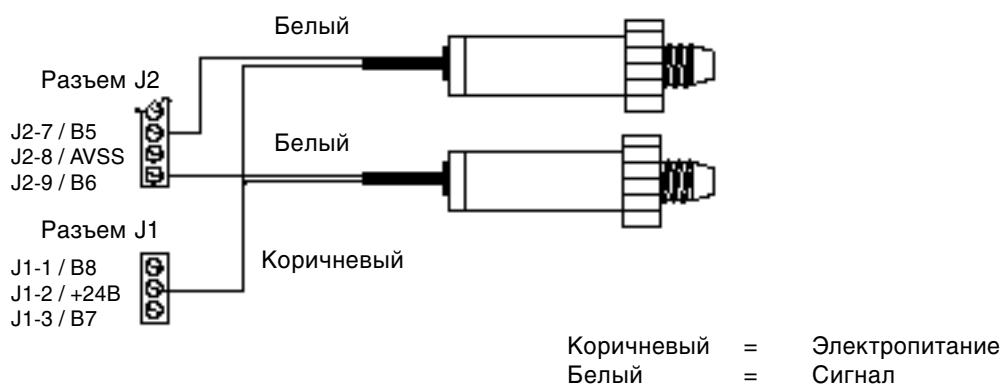 Белый
Разъем J2
J2-7 / B5
J2-8 / AVSS
J2-9 / B6
Белый
Разъем J1
J1-1 / B8
J1-2 / +24В
J1-3 / B7
Коричневый
Коричневый = Электропитание
Белый = Сигнал